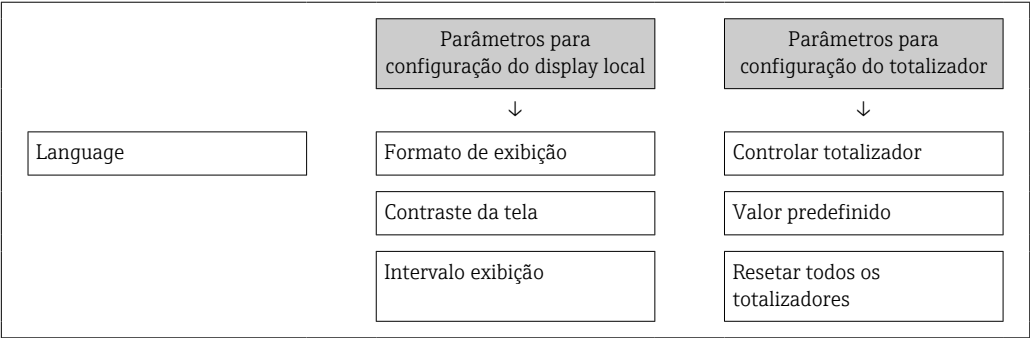 Parâmetros para
configuração do display local
Parâmetros para
configuração do totalizador
↓
↓
Language
Formato de exibição
Controlar totalizador
Contraste da tela
Valor predefinido
Intervalo exibição
Resetar todos os
totalizadores